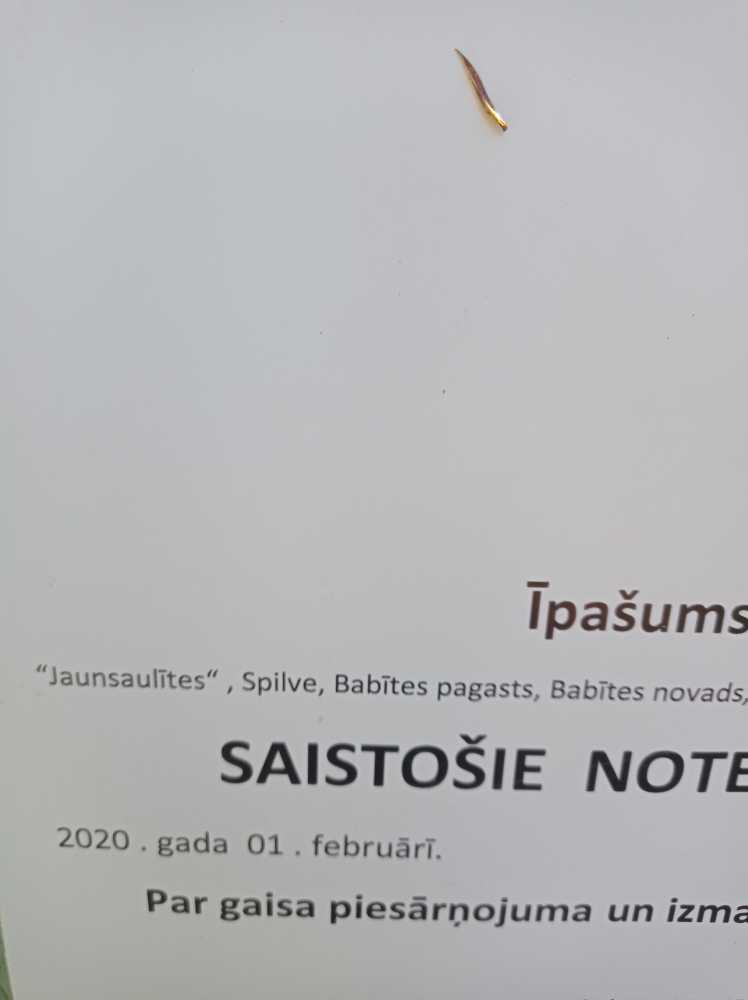 Īpašums
“Jaunsaulītes“ , Spilve, Babītes pagasts, Babītes novads,
SAISTOŠIE NOTE
2020 . gada 01 . februārī.
Par gaisa piesārņojuma un izma